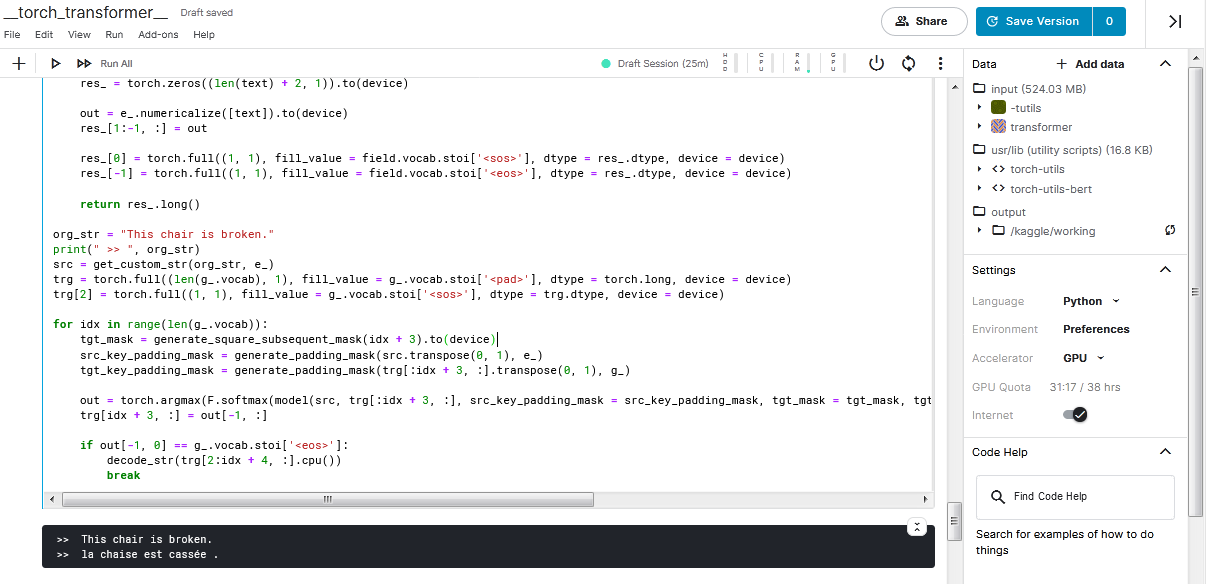 __torch_transformer__ Draft saved
File Edit View Run Add-ons Help
Share
Save Version 0
Run All
Draft Session (25m) HDD CPU RAM GPU
res_ = torch.zeros((len(text) + 2, 1)).to(device)
out = e_.numericalize([text]).to(device)
res_[1:-1, :] = out
res_[0] = torch.full((1, 1), fill_value = field.vocab.stoi['<sos>'], dtype = res_.dtype, device = device)
res_[-1] = torch.full((1, 1), fill_value = field.vocab.stoi['<eos>'], dtype = res_.dtype, device = device)
return res_.long()
org_str = "This chair is broken."
print(" >> ", org_str)
src = get_custom_str(org_str, e_)
trg = torch.full((len(g_.vocab), 1), fill_value = g_.vocab.stoi['<pad>'], dtype = torch.long, device = device)
trg[2] = torch.full((1, 1), fill_value = g_.vocab.stoi['<sos>'], dtype = trg.dtype, device = device)
for idx in range(len(g_.vocab)):
tgt_mask = generate_square_subsequent_mask(idx + 3).to(device)
src_key_padding_mask = generate_padding_mask(src.transpose(0, 1), e_)
tgt_key_padding_mask = generate_padding_mask(trg[:idx + 3, :].transpose(0, 1), g_)
out = torch.argmax(F.softmax(model(src, trg[:idx + 3, :], src_key_padding_mask = src_key_padding_mask, tgt_mask = tgt_mask, tgt
trg[idx + 3, :] = out[-1, :]
if out[-1, 0] == g_.vocab.stoi['<eos>']:
decode_str(trg[2:idx + 4, :].cpu())
break
>> This chair is broken.
>> la chaise est cassée .
Data
+ Add data
input (524.03 MB)
-tutils
transformer
usr/lib (utility scripts) (16.8 KB)
<> torch-utils
<> torch-utils-bert
output
/kaggle/working
Settings
Language Python
Environment Preferences
Accelerator GPU
GPU Quota 31:17 / 38 hrs
Internet
Code Help
Find Code Help
Search for examples of how to do
things